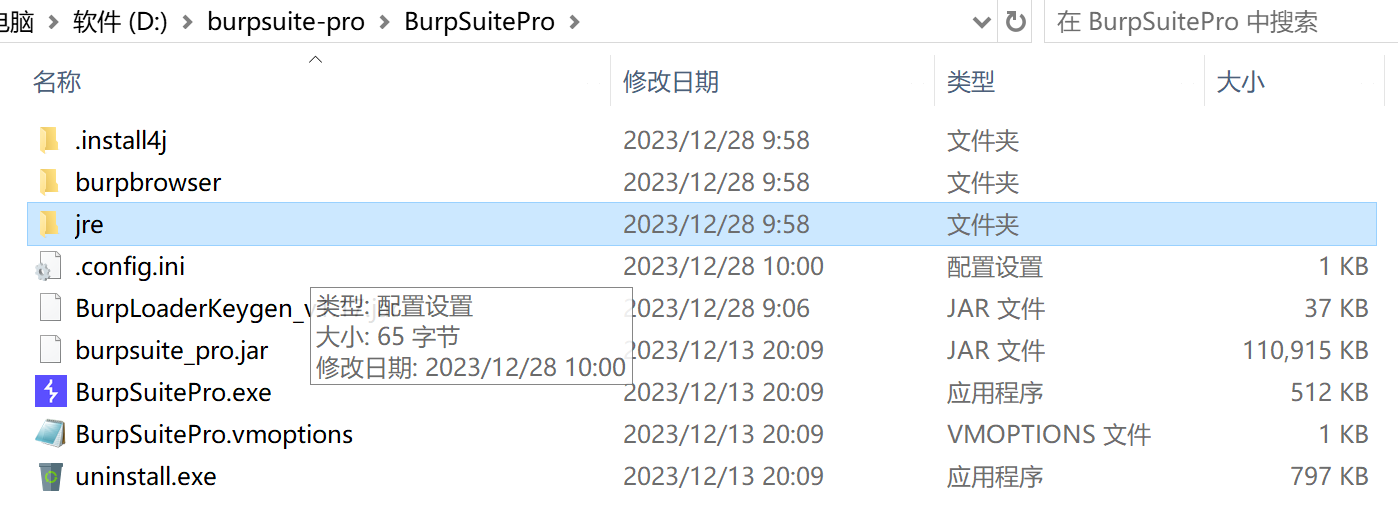 电脑 > 软件 (D:) > burpsuite-pro > BurpSuitePro > 在 BurpSuitePro 中搜索
名称 修改日期 类型 大小
.install4j 2023/12/28 9:58 文件夹
burpbrowser 2023/12/28 9:58 文件夹
jre 2023/12/28 9:58 文件夹
.config.ini 2023/12/28 10:00 配置设置 1 KB
BurpLoaderKeygen_v 2023/12/28 9:06 JAR 文件 37 KB
类型: 配置设置
大小: 65 字节
修改日期: 2023/12/28 10:00
burpsuite_pro.jar 2023/12/13 20:09 JAR 文件 110,915 KB
BurpSuitePro.exe 2023/12/13 20:09 应用程序 512 KB
BurpSuitePro.vmoptions 2023/12/13 20:09 VMOPTIONS 文件 1 KB
uninstall.exe 2023/12/13 20:09 应用程序 797 KB